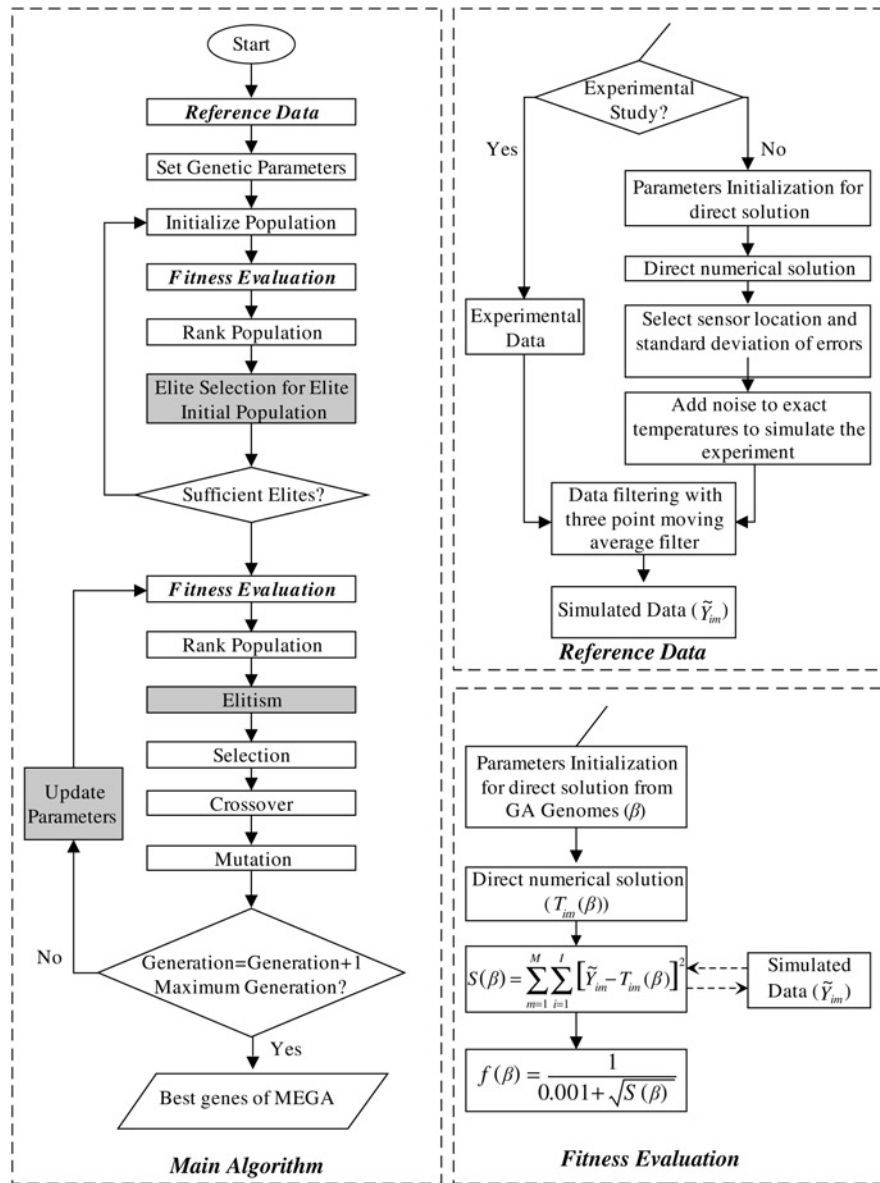 Start
Reference Data
Set Genetic Parameters
Initialize Population
Fitness Evaluation
Rank Population
Elite Selection for Elite
Initial Population
Sufficient Elites?
Fitness Evaluation
Rank Population
Elitism
Selection
Update
Parameters
Crossover
Mutation
No
Generation=Generation+1
Maximum Generation?
Yes
Best genes of MEGA
Main Algorithm
Experimental
Study?
Yes
No
Parameters Initialization for
direct solution
Direct numerical solution
Experimental
Data
Select sensor location and
standard deviation of errors
Add noise to exact
temperatures to simulate the
experiment
Data filtering with
three point moving
average filter
Simulated Data (Ỹ_im)
Reference Data
Parameters Initialization
for direct solution from
GA Genomes (β)
Direct numerical solution
(T_im(β))
S(β) = ∑_{m=1}^{M} ∑_{i=1}^{I} [Ỹ_im − T_im(β)]²
Simulated
Data (Ỹ_im)
f(β) = 1 / (0.001+√S(β))
Fitness Evaluation